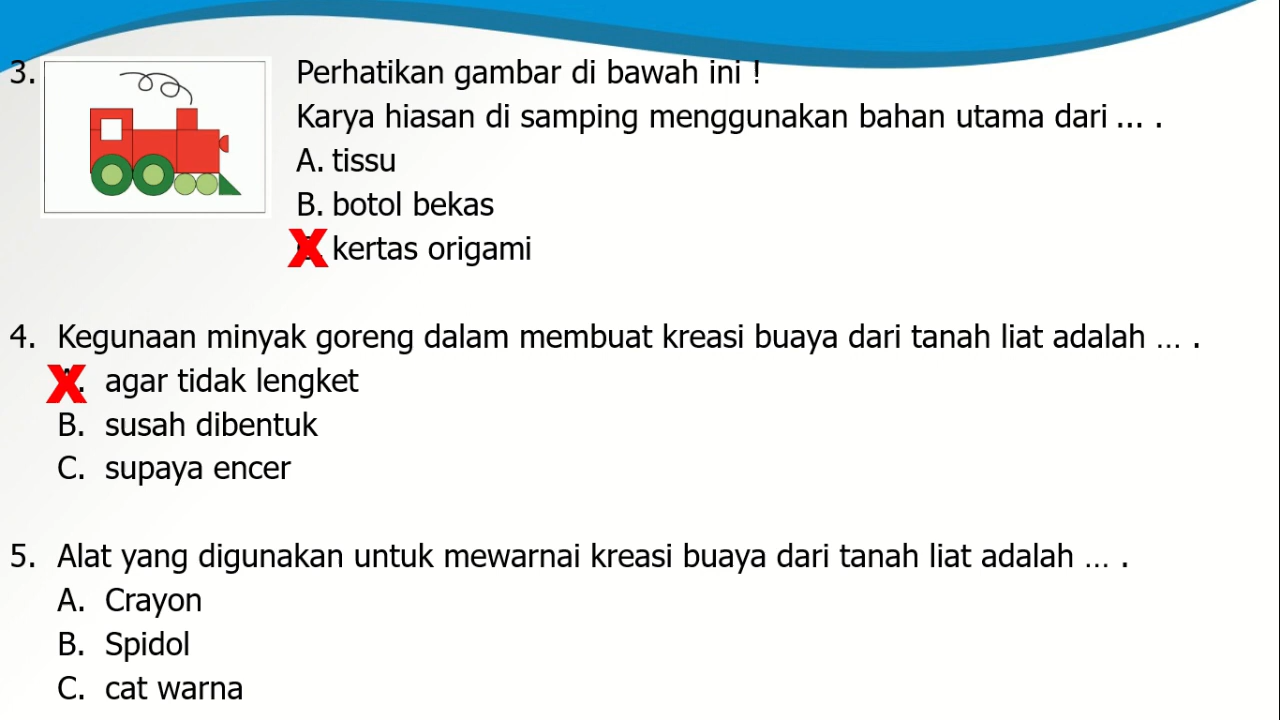 3. Perhatikan gambar di bawah ini !
Karya hiasan di samping menggunakan bahan utama dari ... .
A. tissu
B. botol bekas
X kertas origami
4. Kegunaan minyak goreng dalam membuat kreasi buaya dari tanah liat adalah ... .
X. agar tidak lengket
B. susah dibentuk
C. supaya encer
5. Alat yang digunakan untuk mewarnai kreasi buaya dari tanah liat adalah ... .
A. Crayon
B. Spidol
C. cat warna